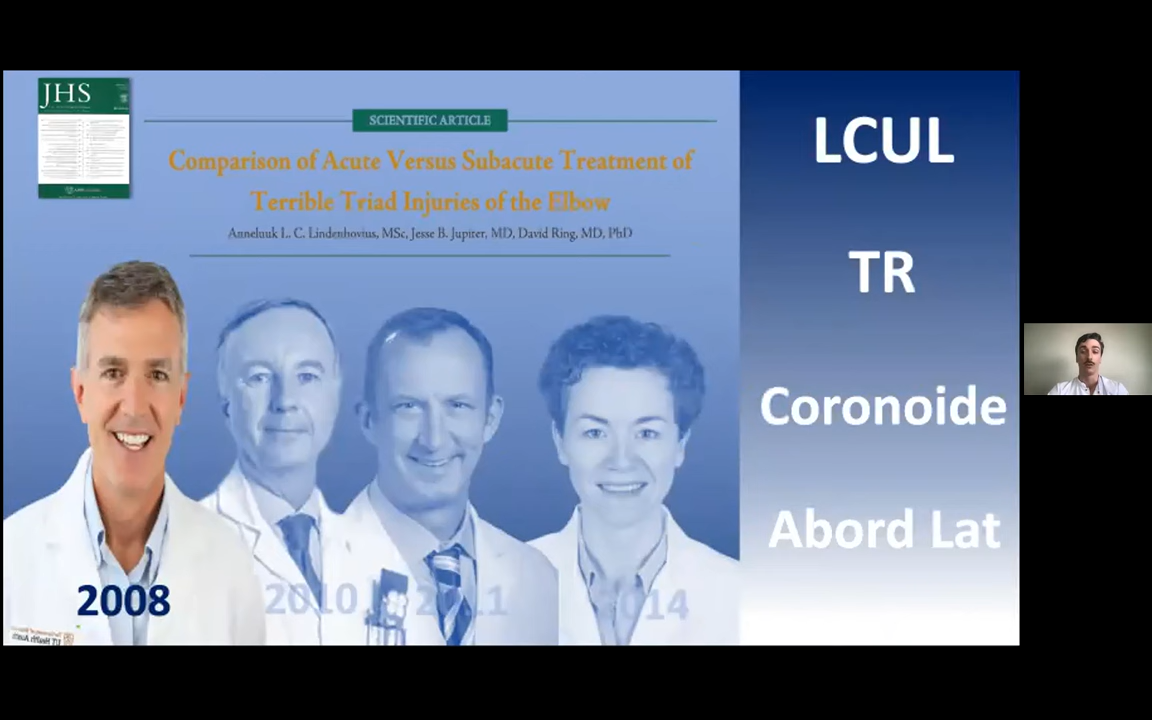 JHS
SCIENTIFIC ARTICLE
Comparison of Acute Versus Subacute Treatment of
Terrible Triad Injuries of the Elbow
Anneluuk L. C. Lindenhovius, MSc, Jesse B. Jupiter, MD, David Ring, MD, PhD
LCUL
TR
Coronoide
Abord Lat
2008
2010
2011
2014